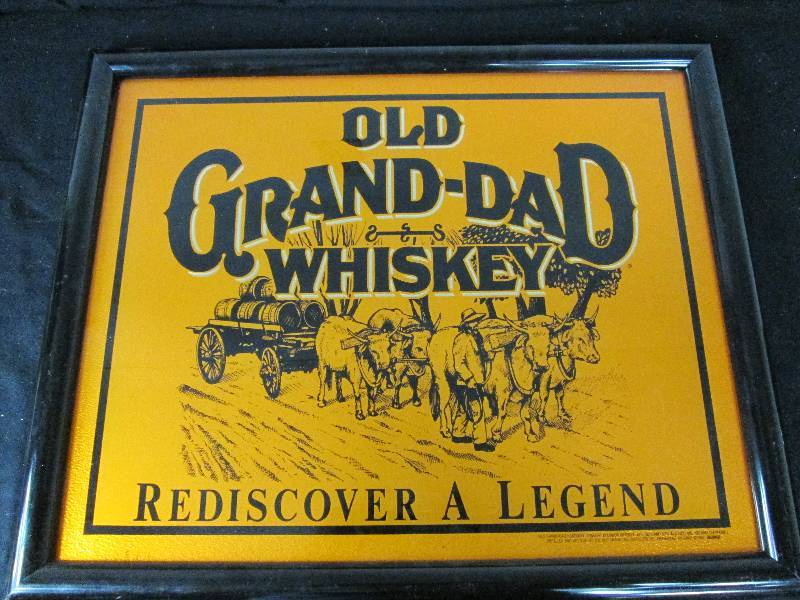 OLD
GRAND-DAD
WHISKEY
REDISCOVER A LEGEND